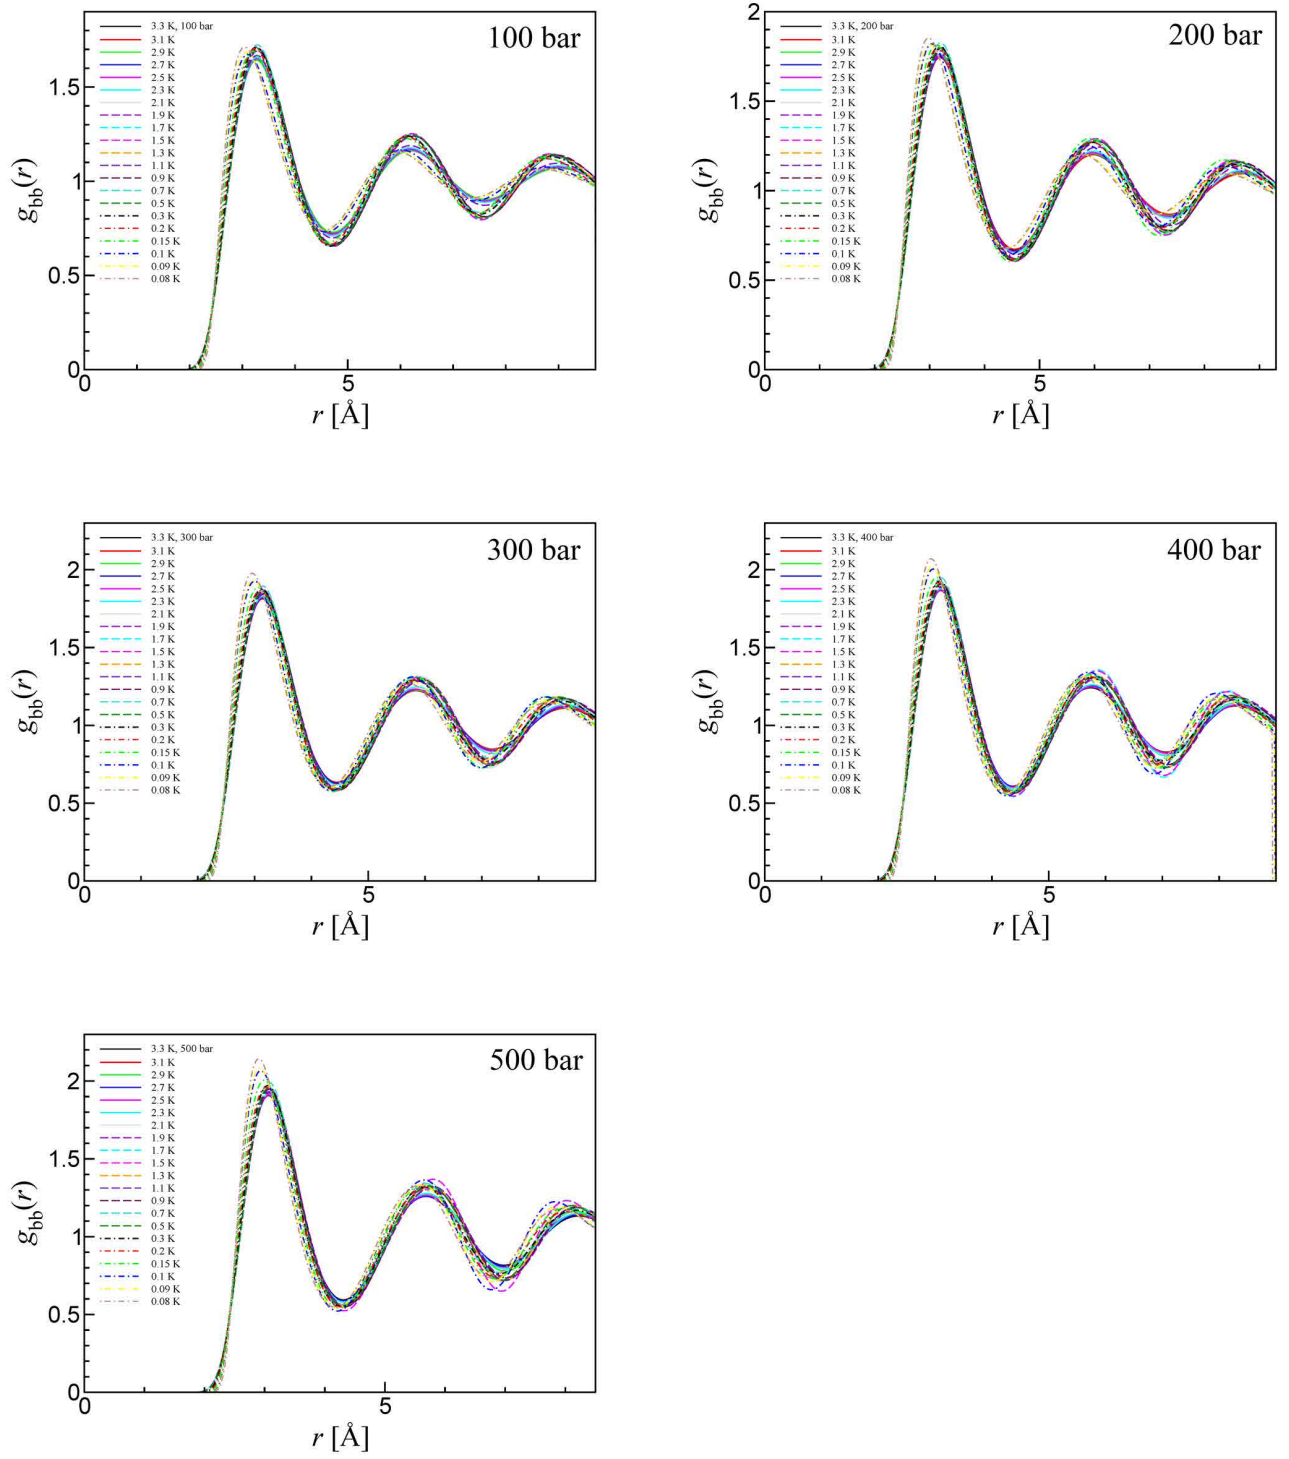 100 bar
3.3 K, 100 bar
3.1 K
2.9 K
2.7 K
2.5 K
2.3 K
2.1 K
1.9 K
1.7 K
1.5 K
1.3 K
1.1 K
0.9 K
0.7 K
0.5 K
0.3 K
0.2 K
0.15 K
0.1 K
0.09 K
0.08 K
1.5
1
0.5
0
0
5
g_bb(r)
r [Å]
200 bar
3.3 K, 200 bar
3.1 K
2.9 K
2.7 K
2.5 K
2.3 K
2.1 K
1.9 K
1.7 K
1.5 K
1.3 K
1.1 K
0.9 K
0.7 K
0.5 K
0.3 K
0.2 K
0.15 K
0.1 K
0.09 K
0.08 K
2
1.5
1
0.5
0
0
5
g_bb(r)
r [Å]
300 bar
3.3 K, 300 bar
3.1 K
2.9 K
2.7 K
2.5 K
2.3 K
2.1 K
1.9 K
1.7 K
1.5 K
1.3 K
1.1 K
0.9 K
0.7 K
0.5 K
0.3 K
0.2 K
0.15 K
0.1 K
0.09 K
0.08 K
2
1.5
1
0.5
0
0
5
g_bb(r)
r [Å]
400 bar
3.3 K, 400 bar
3.1 K
2.9 K
2.7 K
2.5 K
2.3 K
2.1 K
1.9 K
1.7 K
1.5 K
1.3 K
1.1 K
0.9 K
0.7 K
0.5 K
0.3 K
0.2 K
0.15 K
0.1 K
0.09 K
0.08 K
2
1.5
1
0.5
0
0
5
g_bb(r)
r [Å]
500 bar
3.3 K, 500 bar
3.1 K
2.9 K
2.7 K
2.5 K
2.3 K
2.1 K
1.9 K
1.7 K
1.5 K
1.3 K
1.1 K
0.9 K
0.7 K
0.5 K
0.3 K
0.2 K
0.15 K
0.1 K
0.09 K
0.08 K
2
1.5
1
0.5
0
0
5
g_bb(r)
r [Å]